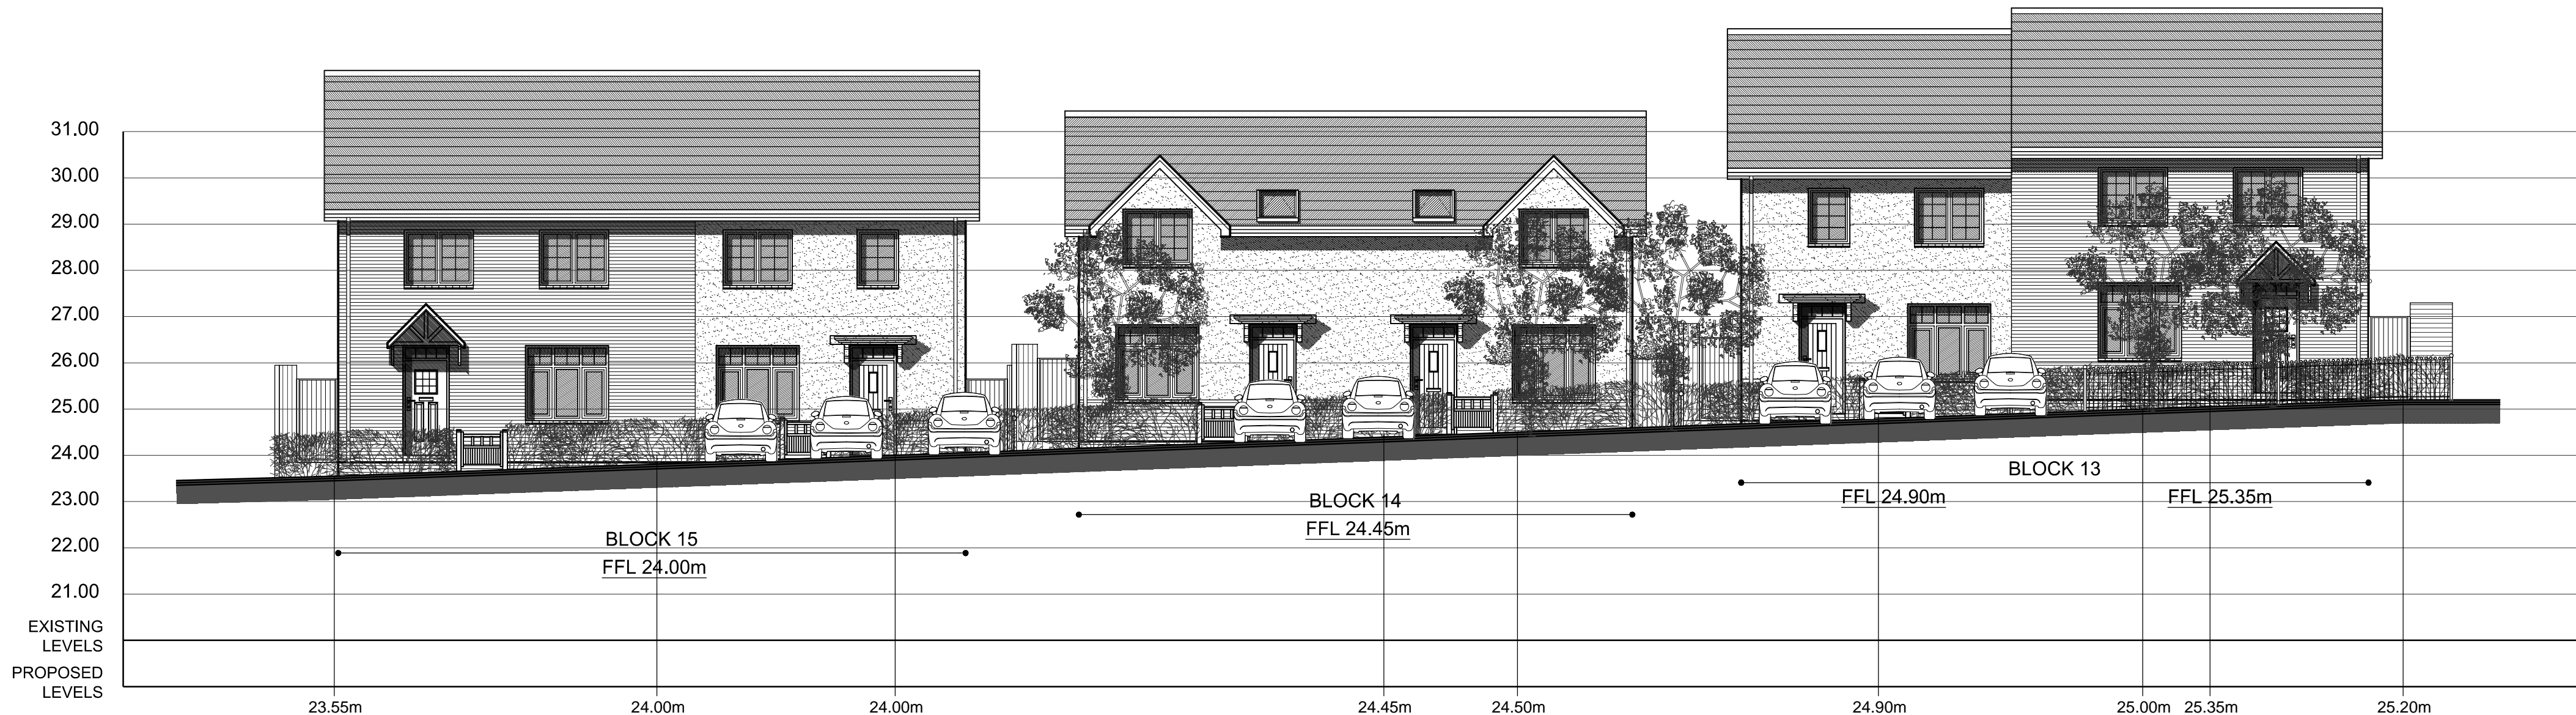 31.00
30.00
29.00
28.00
27.00
26.00
25.00
24.00
23.00
22.00
21.00
EXISTING
LEVELS
PROPOSED
LEVELS
BLOCK 15
FFL 24.00m
BLOCK 14
FFL 24.45m
BLOCK 13
FFL 24.90m FFL 25.35m
23.55m 24.00m 24.00m 24.45m 24.50m 24.90m 25.00m 25.35m 25.20m